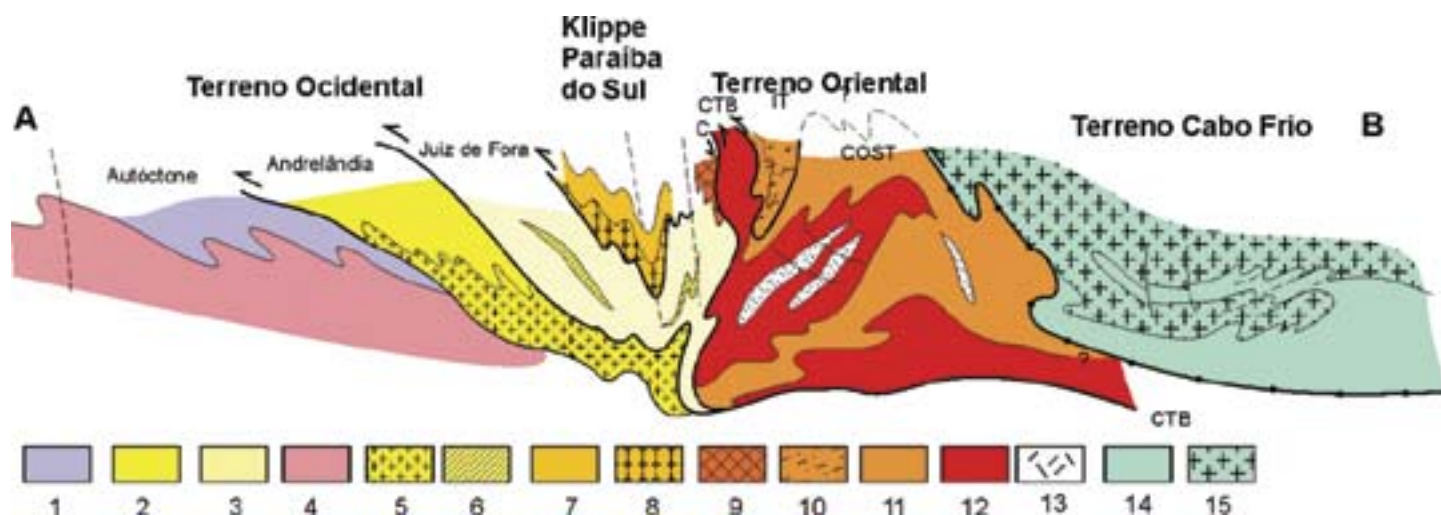 Klippe
Paraíba
do Sul
Terreno Ocidental
Terreno Oriental
A
CTB
IT
C
Terreno Cabo Frio B
Juiz de Fora
COST
Andrelândia
Autóctone
?
CTB
1 2 3 4 5 6 7 8 9 10 11 12 13 14 15